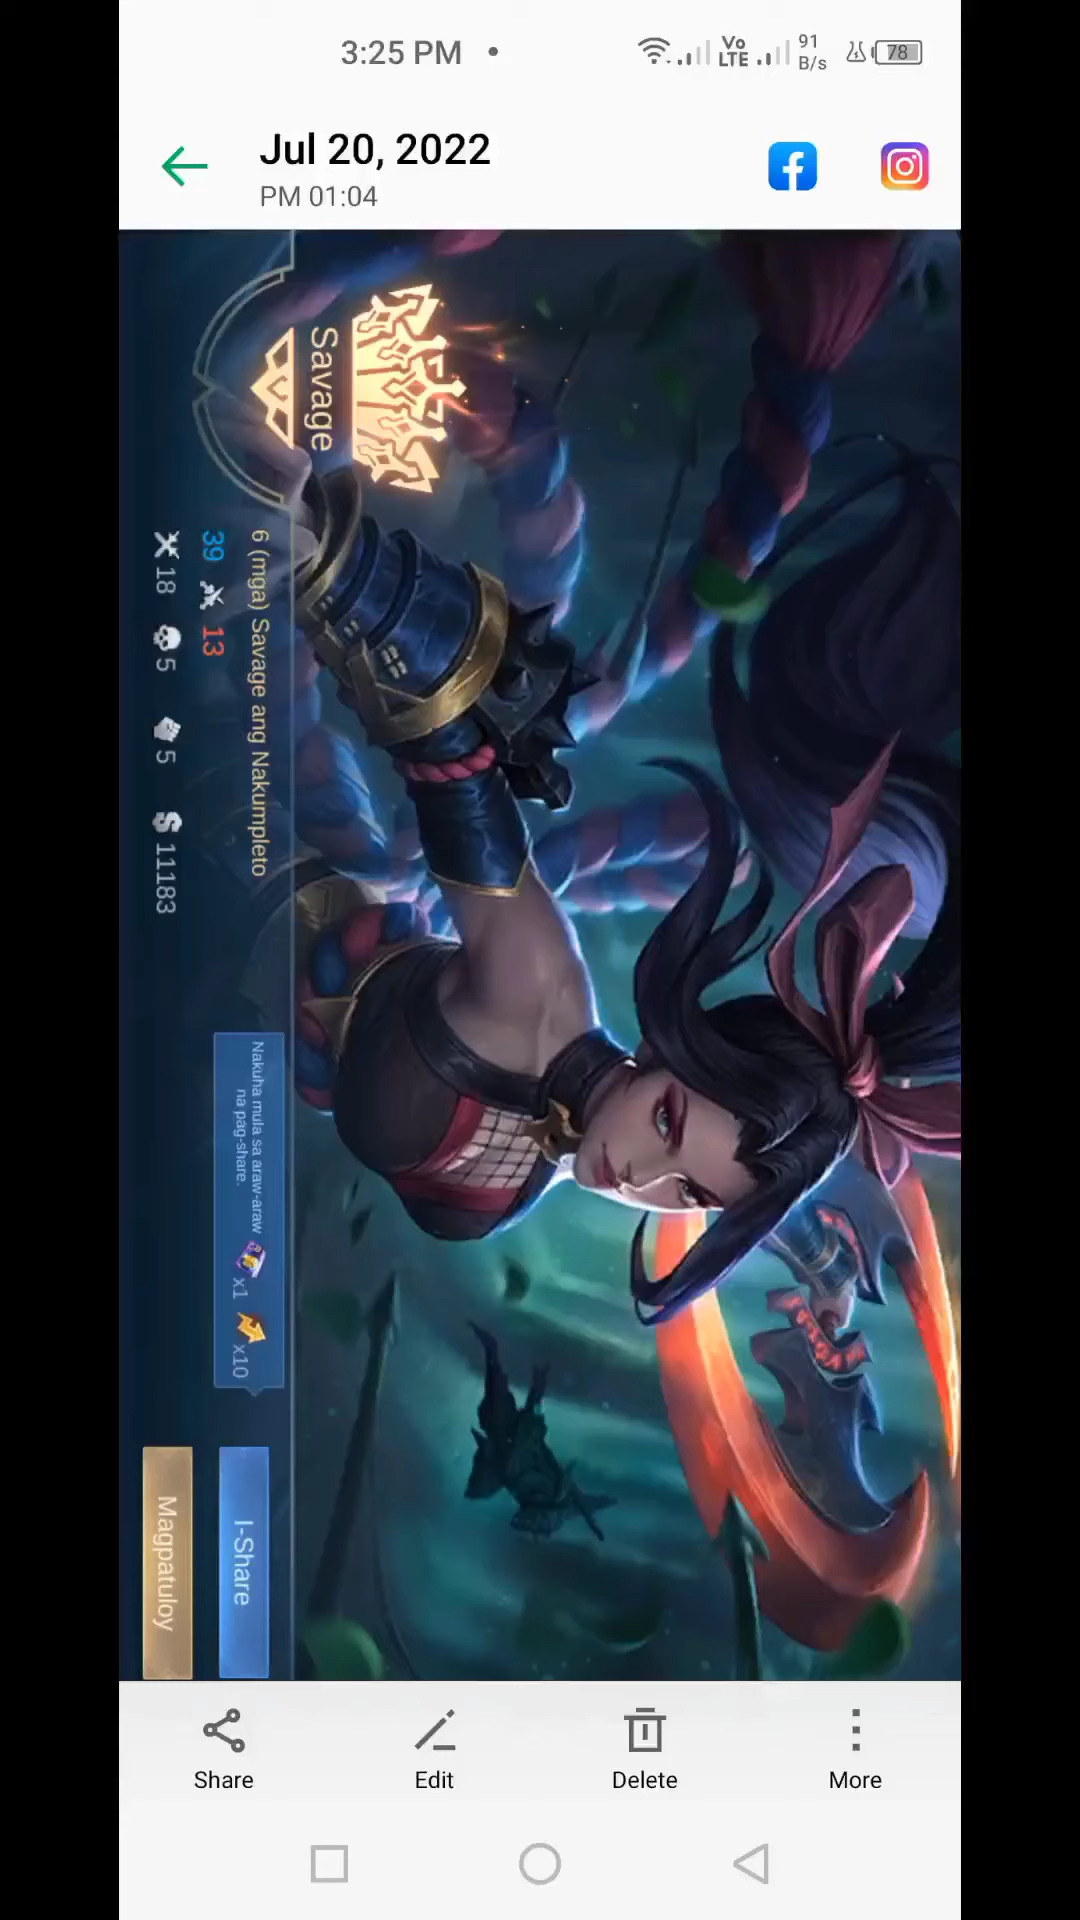 3:25 PM
Vo
LTE
91
B/s
78
Jul 20, 2022
PM 01:04
Savage
6 (mga) Savage ang Nakumpleto
39 13
18 5 5 11183
Nakuha mula sa araw-araw
na pag-share.
x1 x10
I-Share
Magpatuloy
Share
Edit
Delete
More